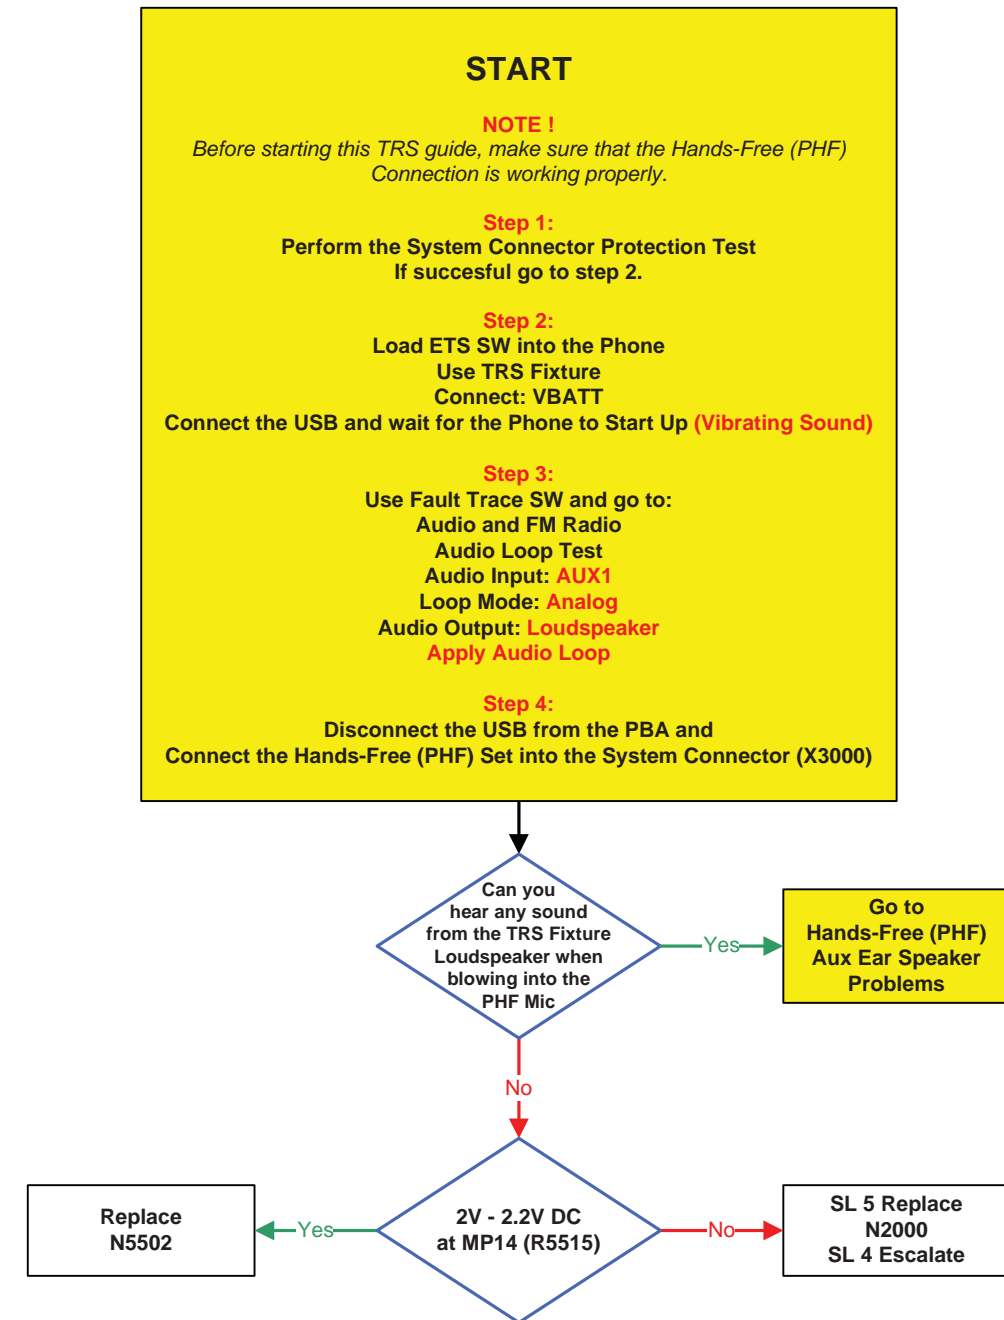 START
NOTE !
Before starting this TRS guide, make sure that the Hands-Free (PHF)
Connection is working properly.
Step 1:
Perform the System Connector Protection Test
If succesful go to step 2.
Step 2:
Load ETS SW into the Phone
Use TRS Fixture
Connect: VBATT
Connect the USB and wait for the Phone to Start Up (Vibrating Sound)
Step 3:
Use Fault Trace SW and go to:
Audio and FM Radio
Audio Loop Test
Audio Input: AUX1
Loop Mode: Analog
Audio Output: Loudspeaker
Apply Audio Loop
Step 4:
Disconnect the USB from the PBA and
Connect the Hands-Free (PHF) Set into the System Connector (X3000)
Can you
hear any sound
from the TRS Fixture
Loudspeaker when
blowing into the
PHF Mic
Yes
Go to
Hands-Free (PHF)
Aux Ear Speaker
Problems
No
2V - 2.2V DC
at MP14 (R5515)
Yes
Replace
N5502
No
SL 5 Replace
N2000
SL 4 Escalate